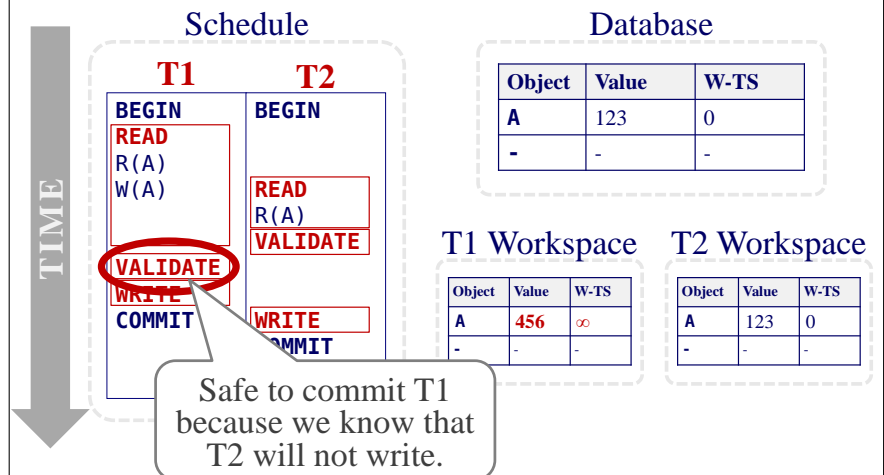 Schedule
TIME
T1 T2
BEGIN BEGIN
READ
R(A)
W(A) READ
R(A)
VALIDATE
VALIDATE
WRITE
COMMIT WRITE
Safe to commit T1
because we know that
T2 will not write.
Database
Object Value W-TS
A 123 0
- - -
T1 Workspace
Object Value W-TS
A 456 ∞
- - -
T2 Workspace
Object Value W-TS
A 123 0
- - -